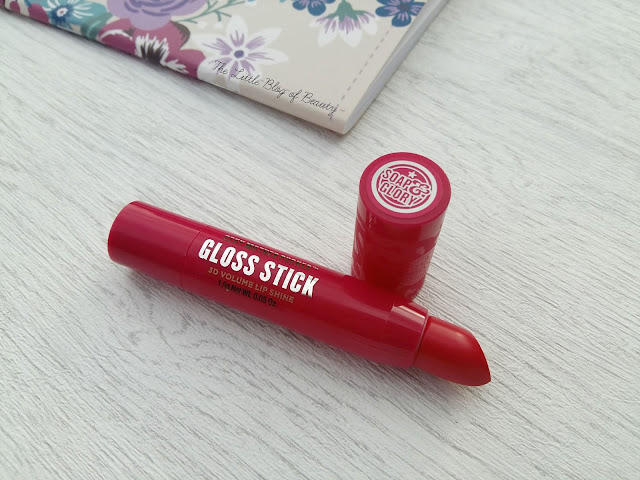 The Little Blog of Beauty
SOAP
&
GLORY
GLOSS STICK
3D VOLUME LIP SHINE